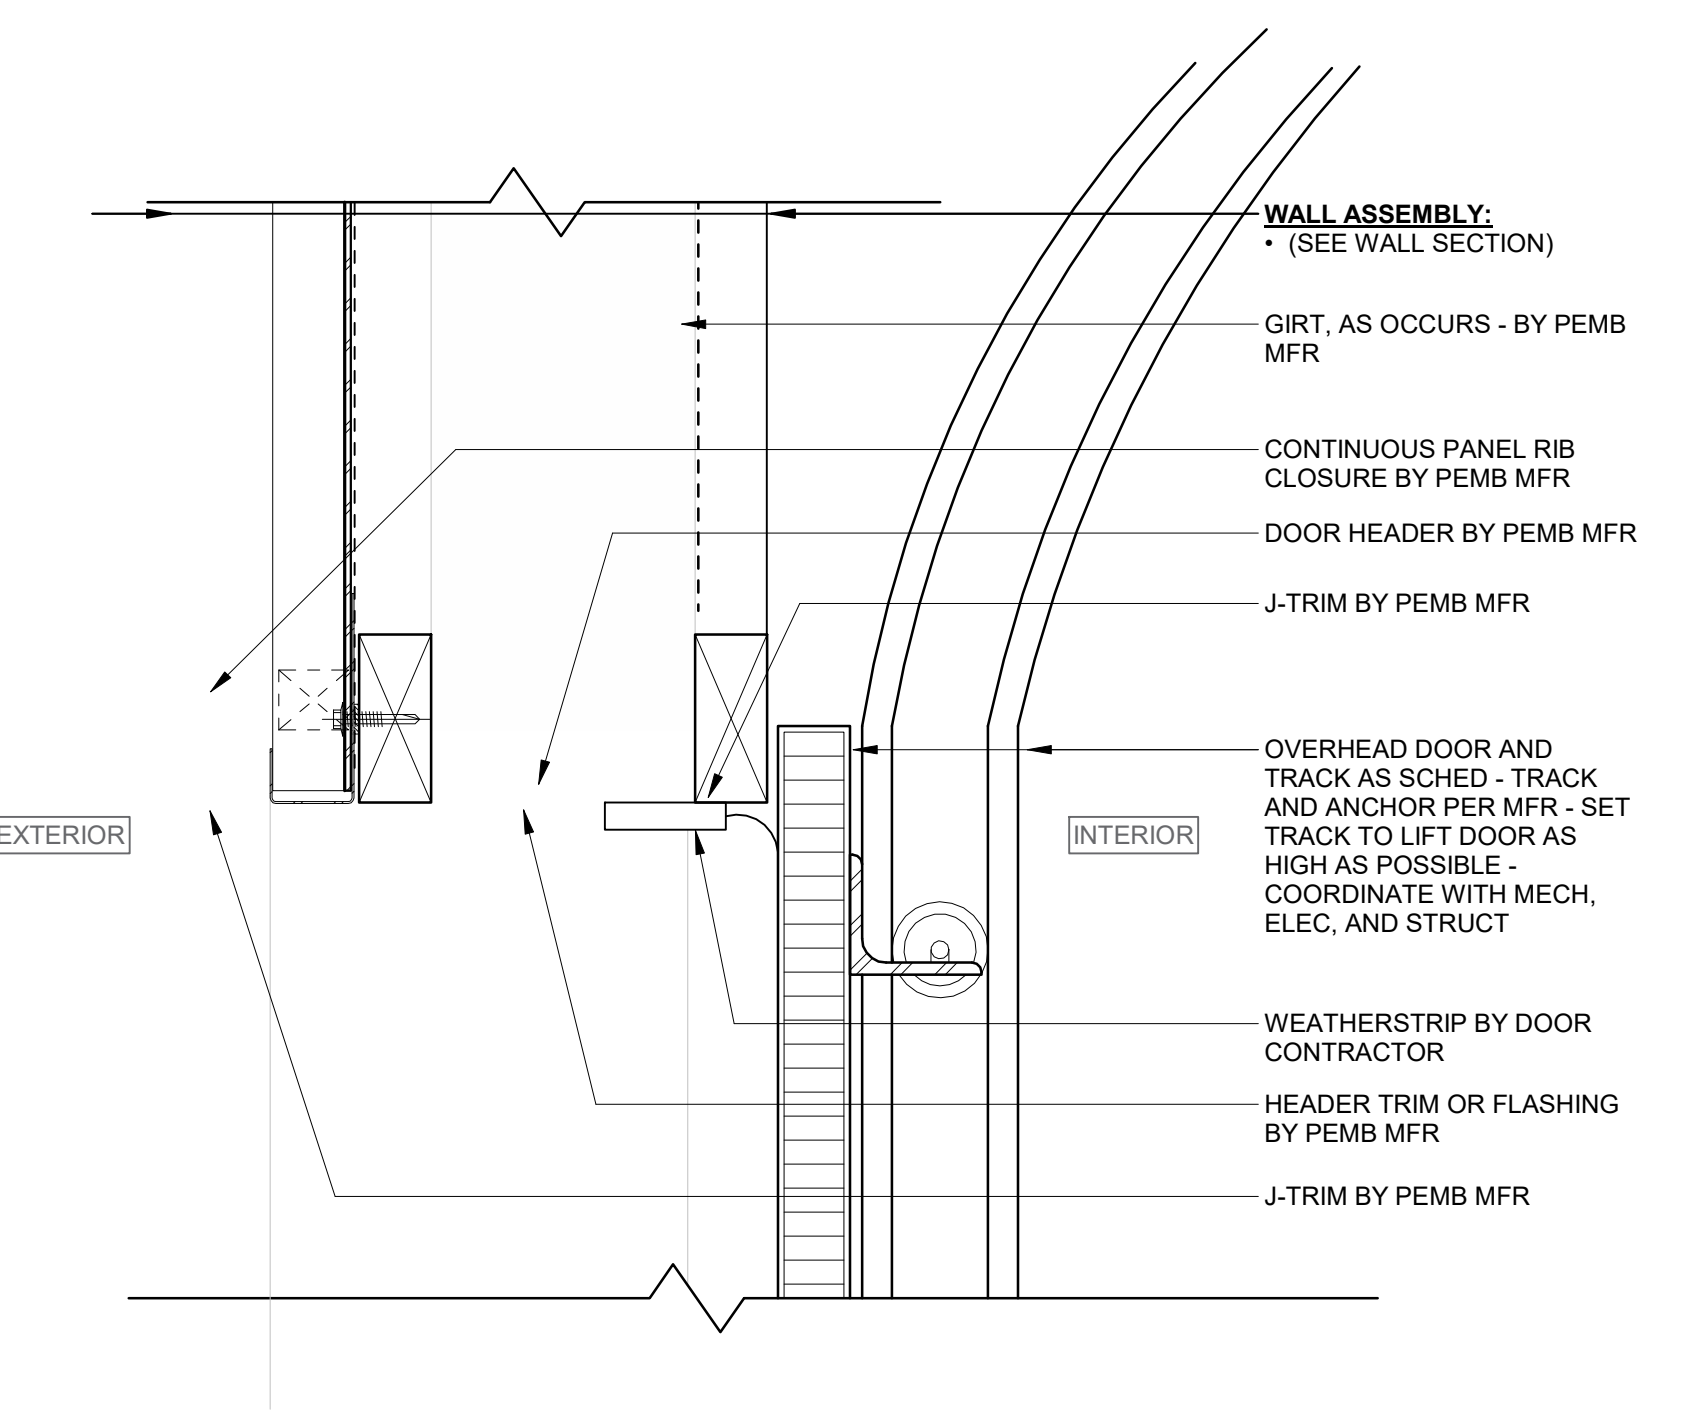 WALL ASSEMBLY:
• (SEE WALL SECTION)
GIRT, AS OCCURS - BY PEMB
MFR
CONTINUOUS PANEL RIB
CLOSURE BY PEMB MFR
DOOR HEADER BY PEMB MFR
J-TRIM BY PEMB MFR
OVERHEAD DOOR AND
TRACK AS SCHED - TRACK
AND ANCHOR PER MFR - SET
TRACK TO LIFT DOOR AS
HIGH AS POSSIBLE -
COORDINATE WITH MECH,
ELEC, AND STRUCT
EXTERIOR
INTERIOR
WEATHERSTRIP BY DOOR
CONTRACTOR
HEADER TRIM OR FLASHING
BY PEMB MFR
J-TRIM BY PEMB MFR